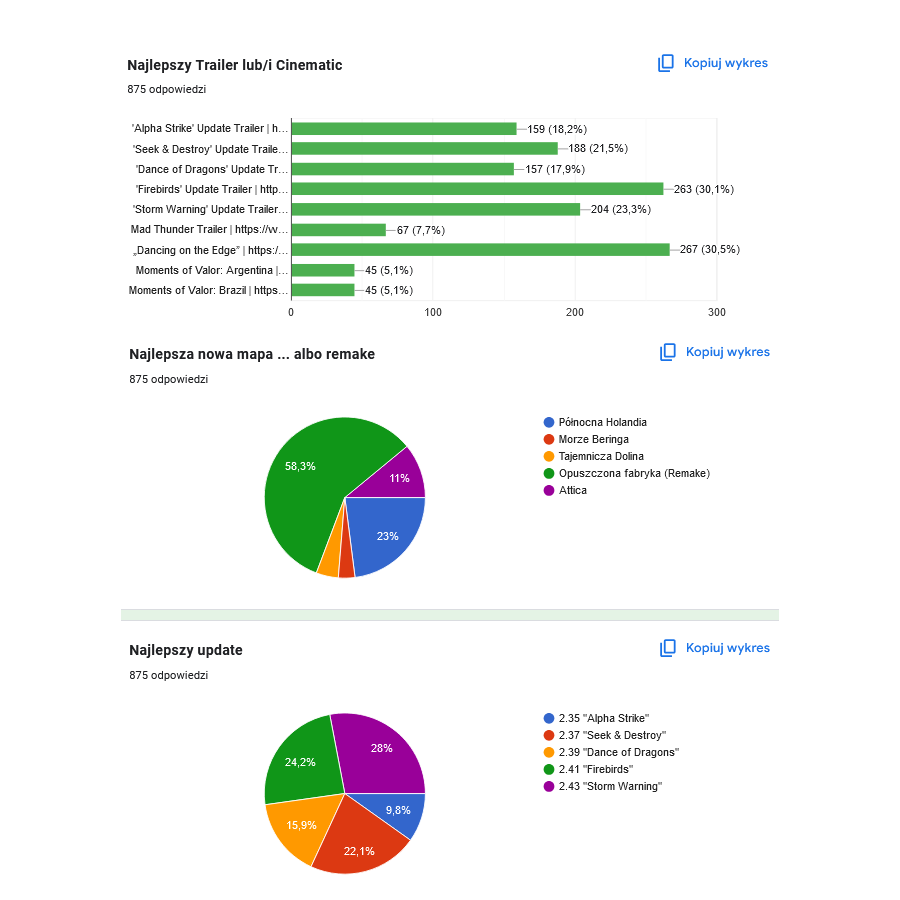 Najlepszy Trailer lub/i Cinematic
Kopiuj wykres
875 odpowiedzi
'Alpha Strike' Update Trailer | h... 159 (18,2%)
'Seek & Destroy' Update Traile... 188 (21,5%)
'Dance of Dragons' Update Tr... 157 (17,9%)
'Firebirds' Update Trailer | http... 263 (30,1%)
'Storm Warning' Update Trailer... 204 (23,3%)
Mad Thunder Trailer | https://w... 67 (7,7%)
„Dancing on the Edge” | https:/... 267 (30,5%)
Moments of Valor: Argentina |... 45 (5,1%)
Moments of Valor: Brazil | https... 45 (5,1%)
0 100 200 300
Najlepsza nowa mapa ... albo remake
Kopiuj wykres
875 odpowiedzi
58,3%
11%
23%
Północna Holandia
Morze Beringa
Tajemnicza Dolina
Opuszczona fabryka (Remake)
Attica
Najlepszy update
Kopiuj wykres
875 odpowiedzi
28%
24,2%
9,8%
15,9%
22,1%
2.35 "Alpha Strike"
2.37 "Seek & Destroy"
2.39 "Dance of Dragons"
2.41 "Firebirds"
2.43 "Storm Warning"